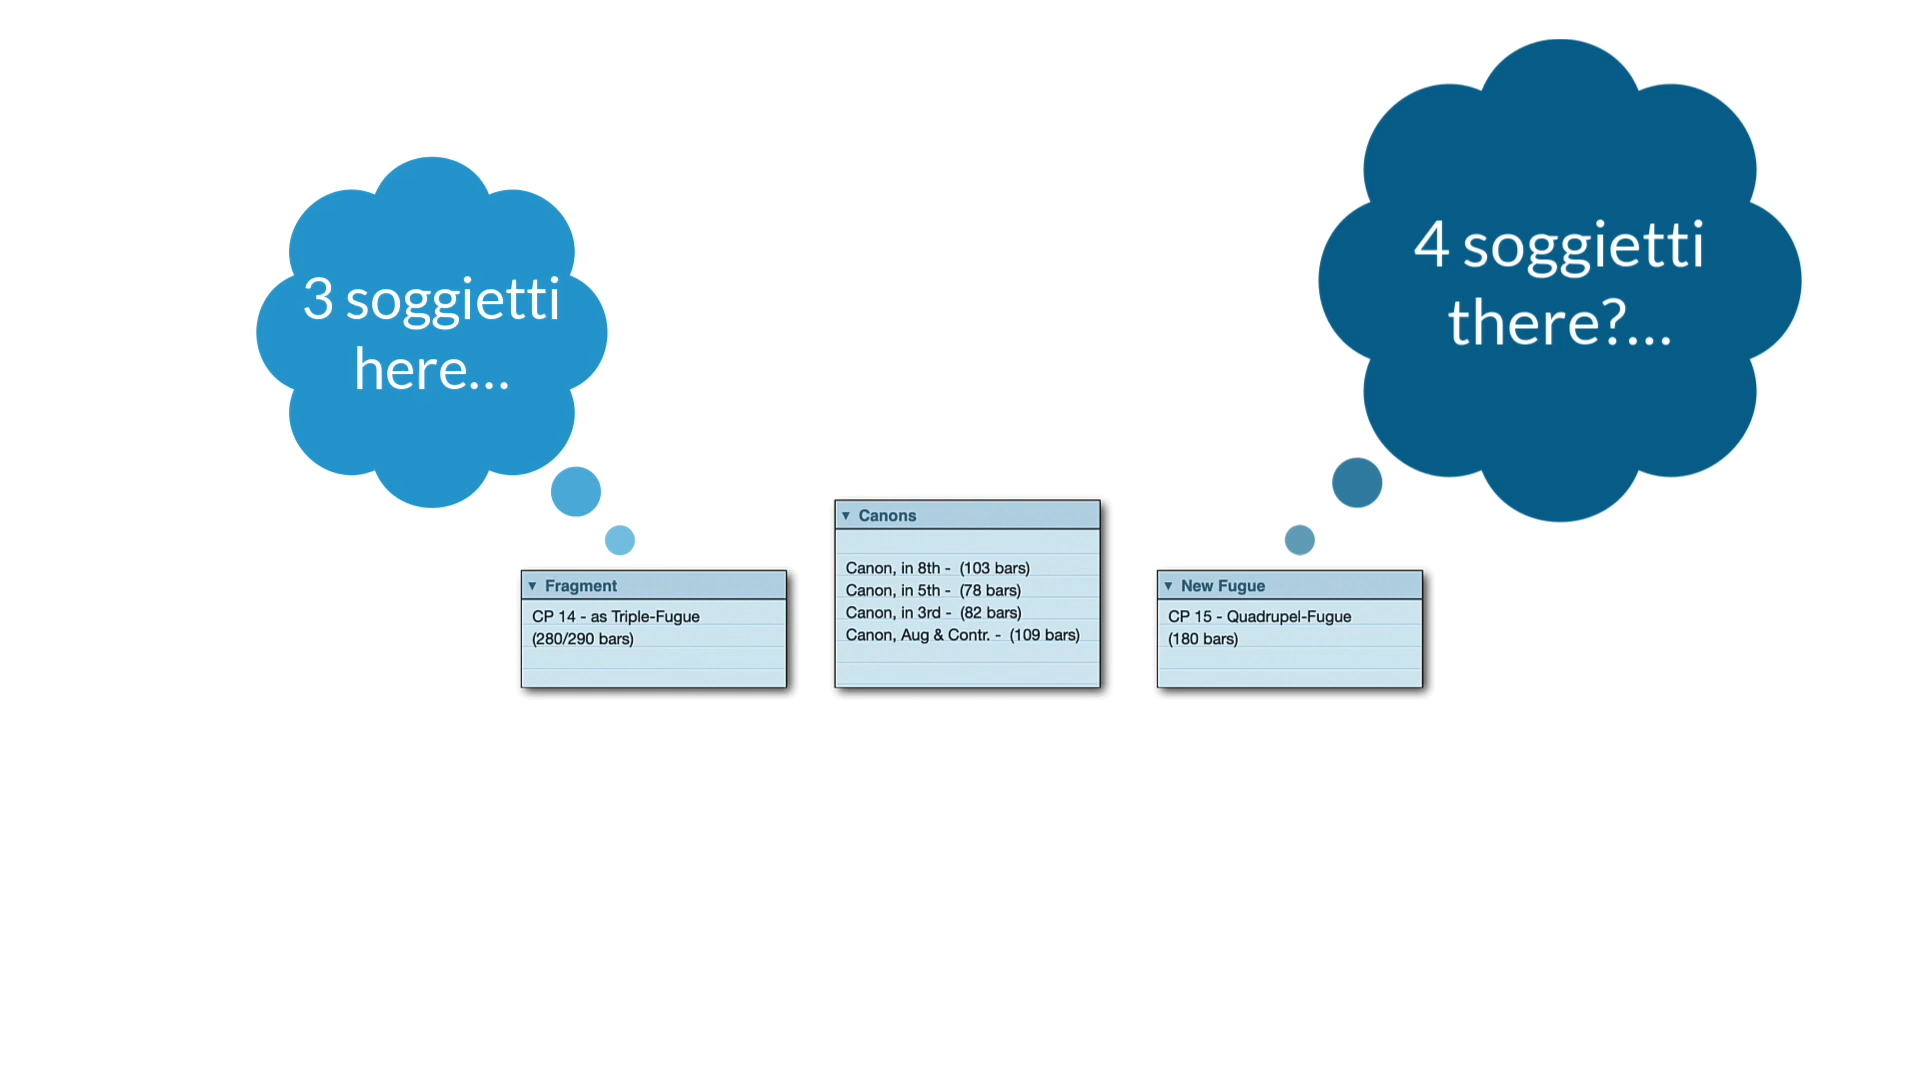 3 soggietti
here...
4 soggietti
there?...
▼ Fragment
CP 14 - as Triple-Fugue
(280/290 bars)
▼ Canons
Canon, in 8th - (103 bars)
Canon, in 5th - (78 bars)
Canon, in 3rd - (82 bars)
Canon, Aug & Contr. - (109 bars)
▼ New Fugue
CP 15 - Quadrupel-Fugue
(180 bars)